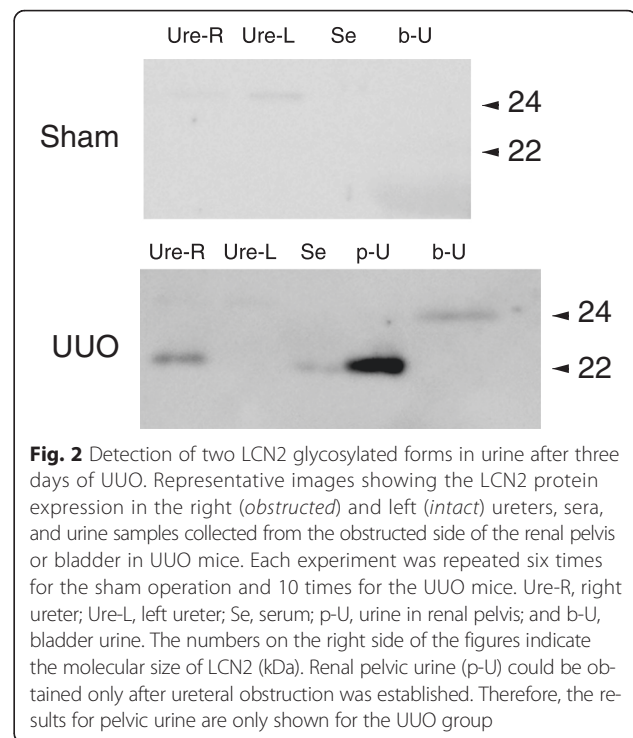 Ure-R Ure-L Se b-U
Sham
◄ 24
◄ 22
Ure-R Ure-L Se p-U b-U
UUO
◄ 24
◄ 22
Fig. 2 Detection of two LCN2 glycosylated forms in urine after three
days of UUO. Representative images showing the LCN2 protein
expression in the right (obstructed) and left (intact) ureters, sera,
and urine samples collected from the obstructed side of the renal pelvis
or bladder in UUO mice. Each experiment was repeated six times
for the sham operation and 10 times for the UUO mice. Ure-R, right
ureter; Ure-L, left ureter; Se, serum; p-U, urine in renal pelvis; and b-U,
bladder urine. The numbers on the right side of the figures indicate
the molecular size of LCN2 (kDa). Renal pelvic urine (p-U) could be ob-
tained only after ureteral obstruction was established. Therefore, the re-
sults for pelvic urine are only shown for the UUO group